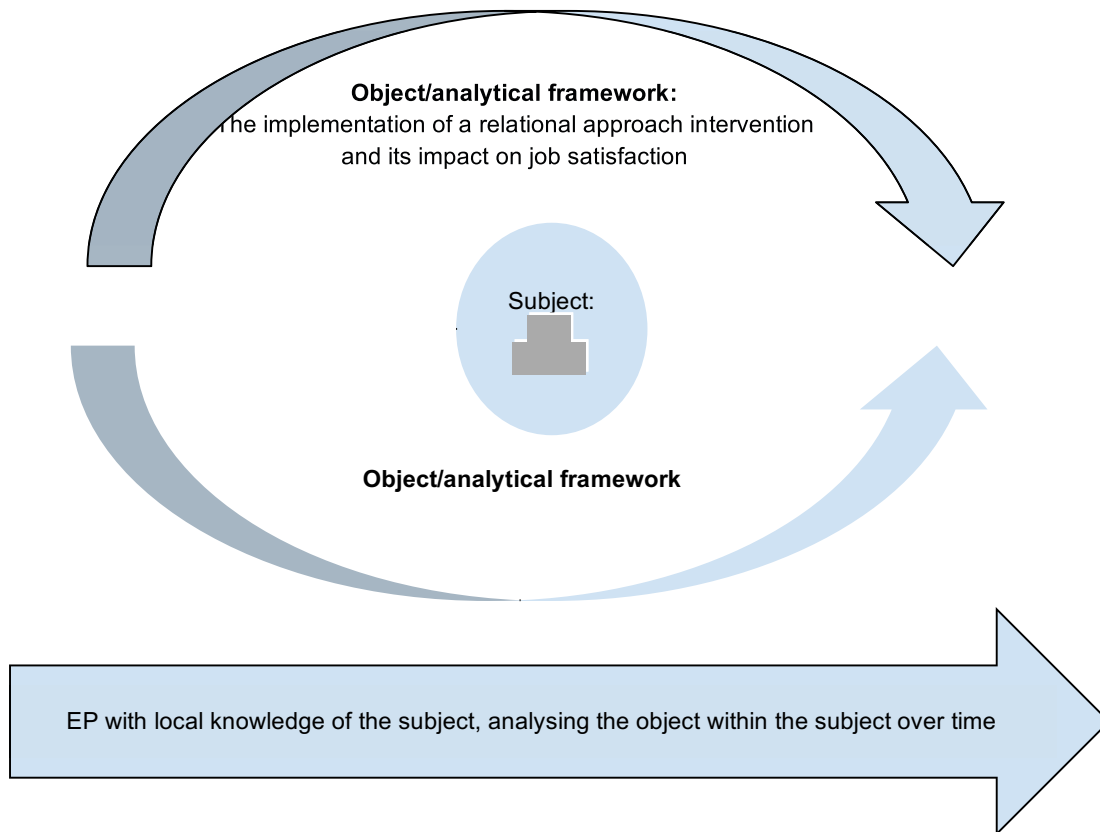 Object/analytical framework:
The implementation of a relational approach intervention
and its impact on job satisfaction
Subject:
Object/analytical framework
EP with local knowledge of the subject, analysing the object within the subject over time